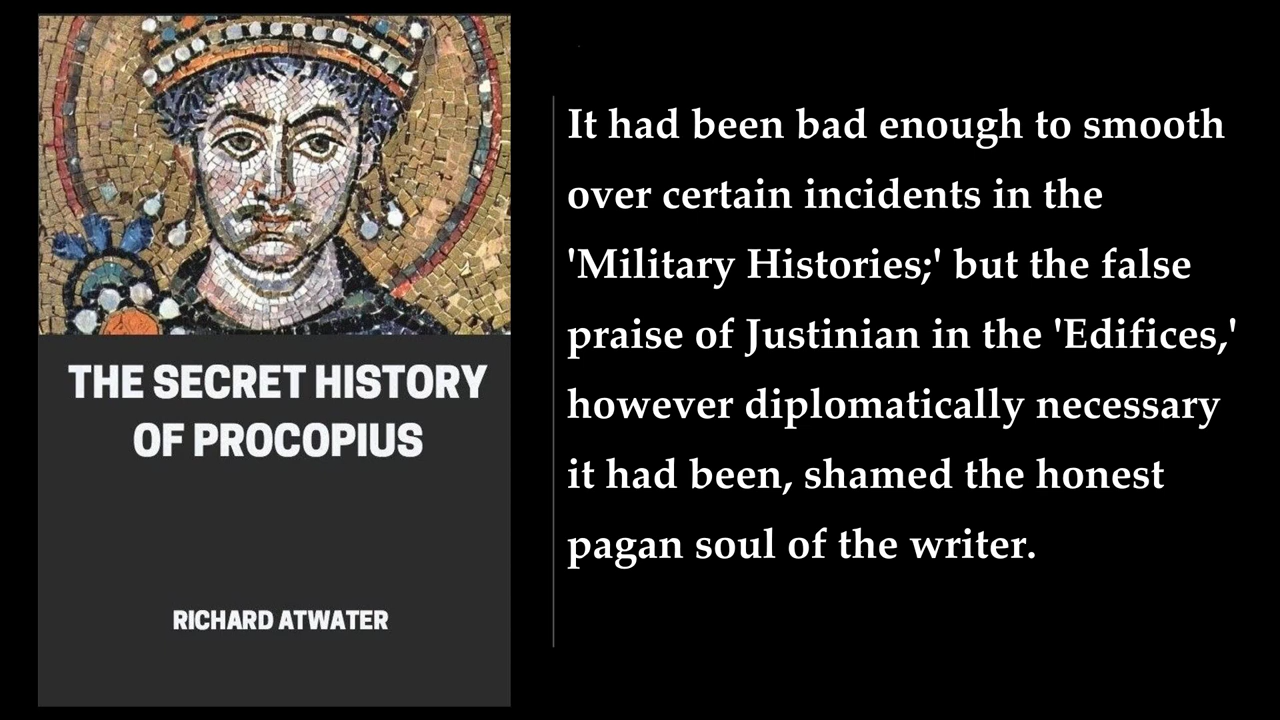 THE SECRET HISTORY
OF PROCOPIUS
RICHARD ATWATER
It had been bad enough to smooth
over certain incidents in the
'Military Histories;' but the false
praise of Justinian in the 'Edifices,'
however diplomatically necessary
it had been, shamed the honest
pagan soul of the writer.